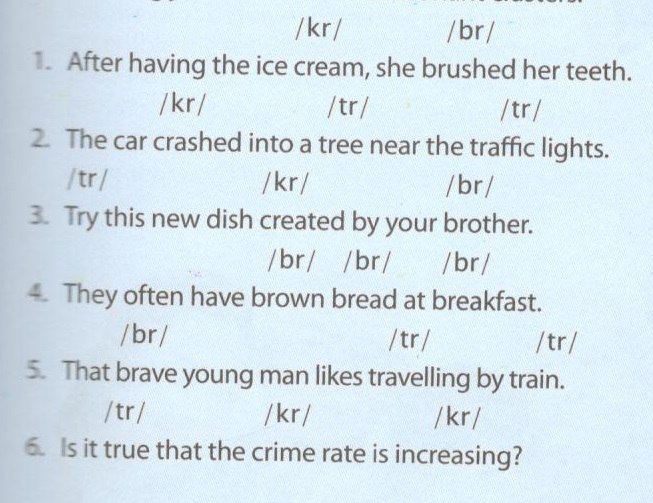 /kr/ /br/
1. After having the ice cream, she brushed her teeth.
/kr/ /tr/ /tr/
2. The car crashed into a tree near the traffic lights.
/tr/ /kr/ /br/
3. Try this new dish created by your brother.
/br/ /br/ /br/
4. They often have brown bread at breakfast.
/br/ /tr/ /tr/
5. That brave young man likes travelling by train.
/tr/ /kr/ /kr/
6. Is it true that the crime rate is increasing?